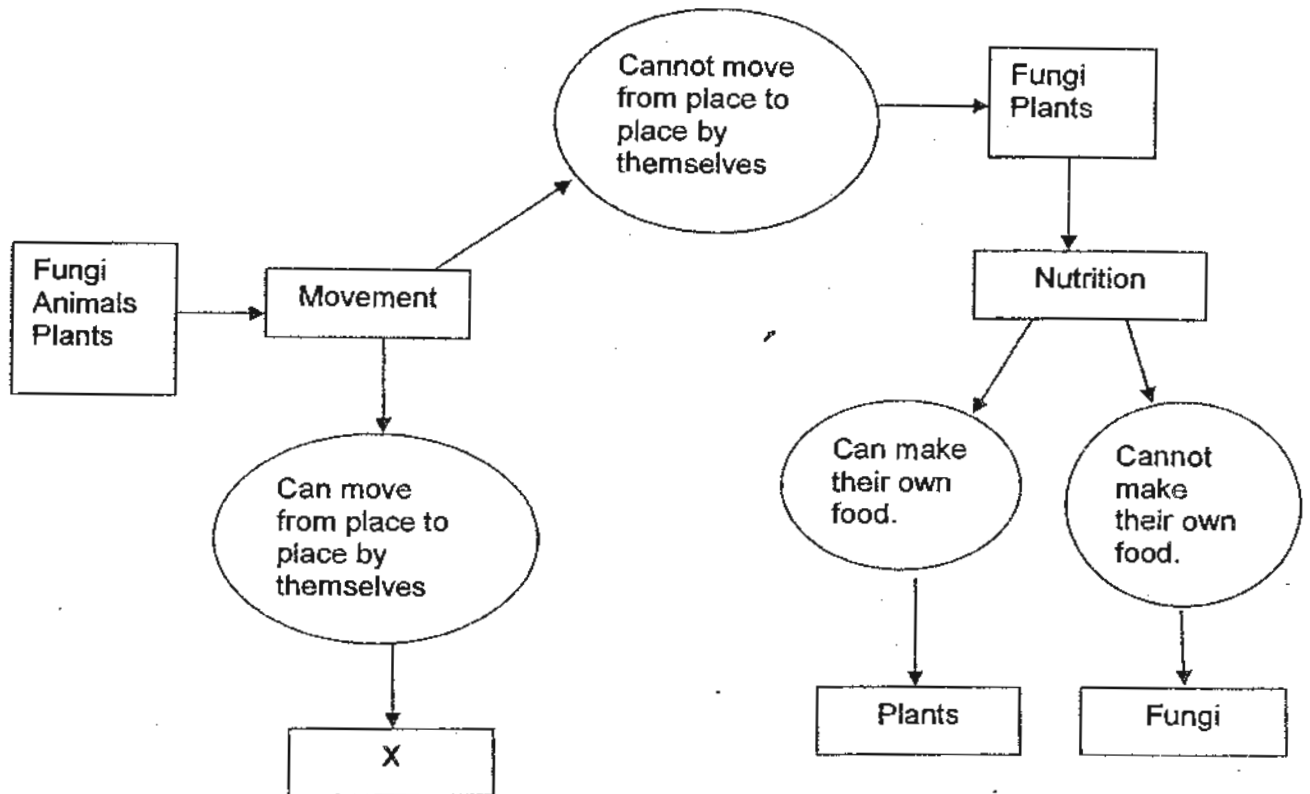 Cannot move
from place to
place by
themselves
Fungi
Plants
Fungi
Animals
Plants
Movement
Nutrition
Can move
from place to
place by
themselves
Can make
their own
food.
Cannot
make
their own
food.
Plants
Fungi
X